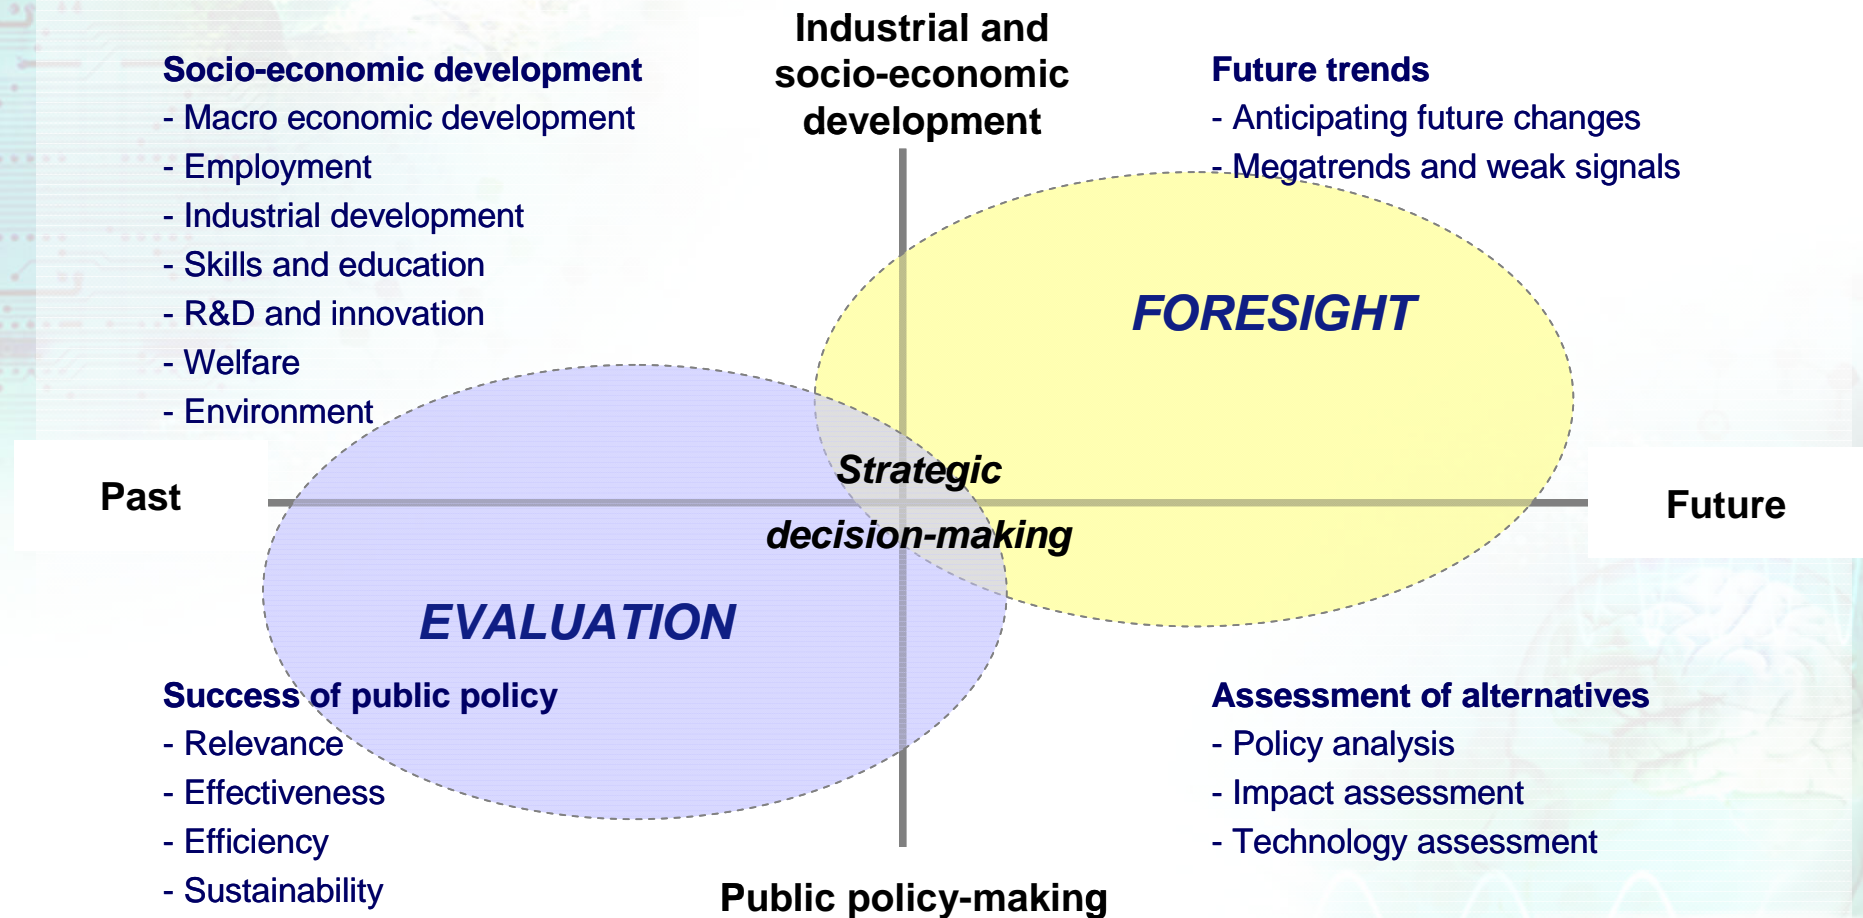 Industrial and
socio-economic
development
Socio-economic development
- Macro economic development
- Employment
- Industrial development
- Skills and education
- R&D and innovation
- Welfare
- Environment
Future trends
- Anticipating future changes
- Megatrends and weak signals
FORESIGHT
Past
Strategic
decision-making
Future
EVALUATION
Success of public policy
- Relevance
- Effectiveness
- Efficiency
- Sustainability
Assessment of alternatives
- Policy analysis
- Impact assessment
- Technology assessment
Public policy-making